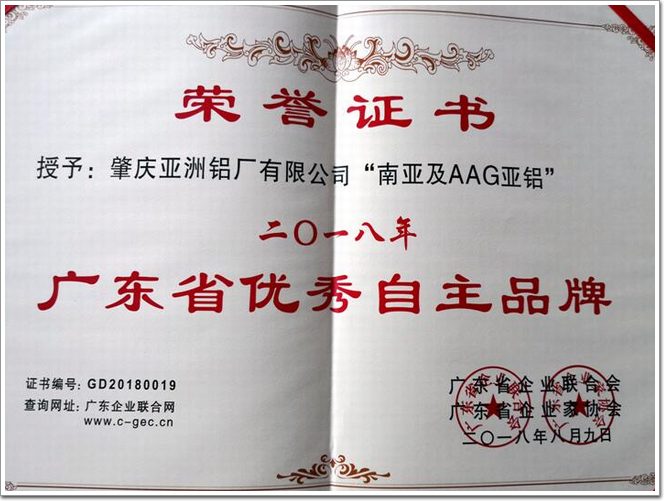 荣誉证书
授予：肇庆亚洲铝厂有限公司“南亚及AAG亚铝”
二〇一八年
广东省优秀自主品牌
证书编号：GD20180019
查询网址：广东企业联合网
www.c-gec.cn
广东省企业联合会
广东省企业家协会
二〇一八年八月九日